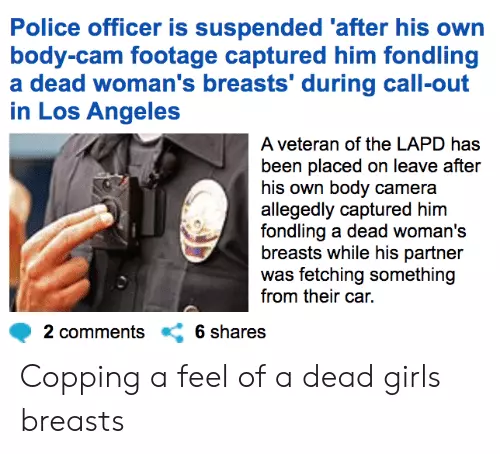 Police officer is suspended 'after his own
body-cam footage captured him fondling
a dead woman's breasts' during call-out
in Los Angeles
A veteran of the LAPD has
been placed on leave after
his own body camera
allegedly captured him
fondling a dead woman's
breasts while his partner
was fetching something
from their car.
2 comments 6 shares
Copping a feel of a dead girls
breasts